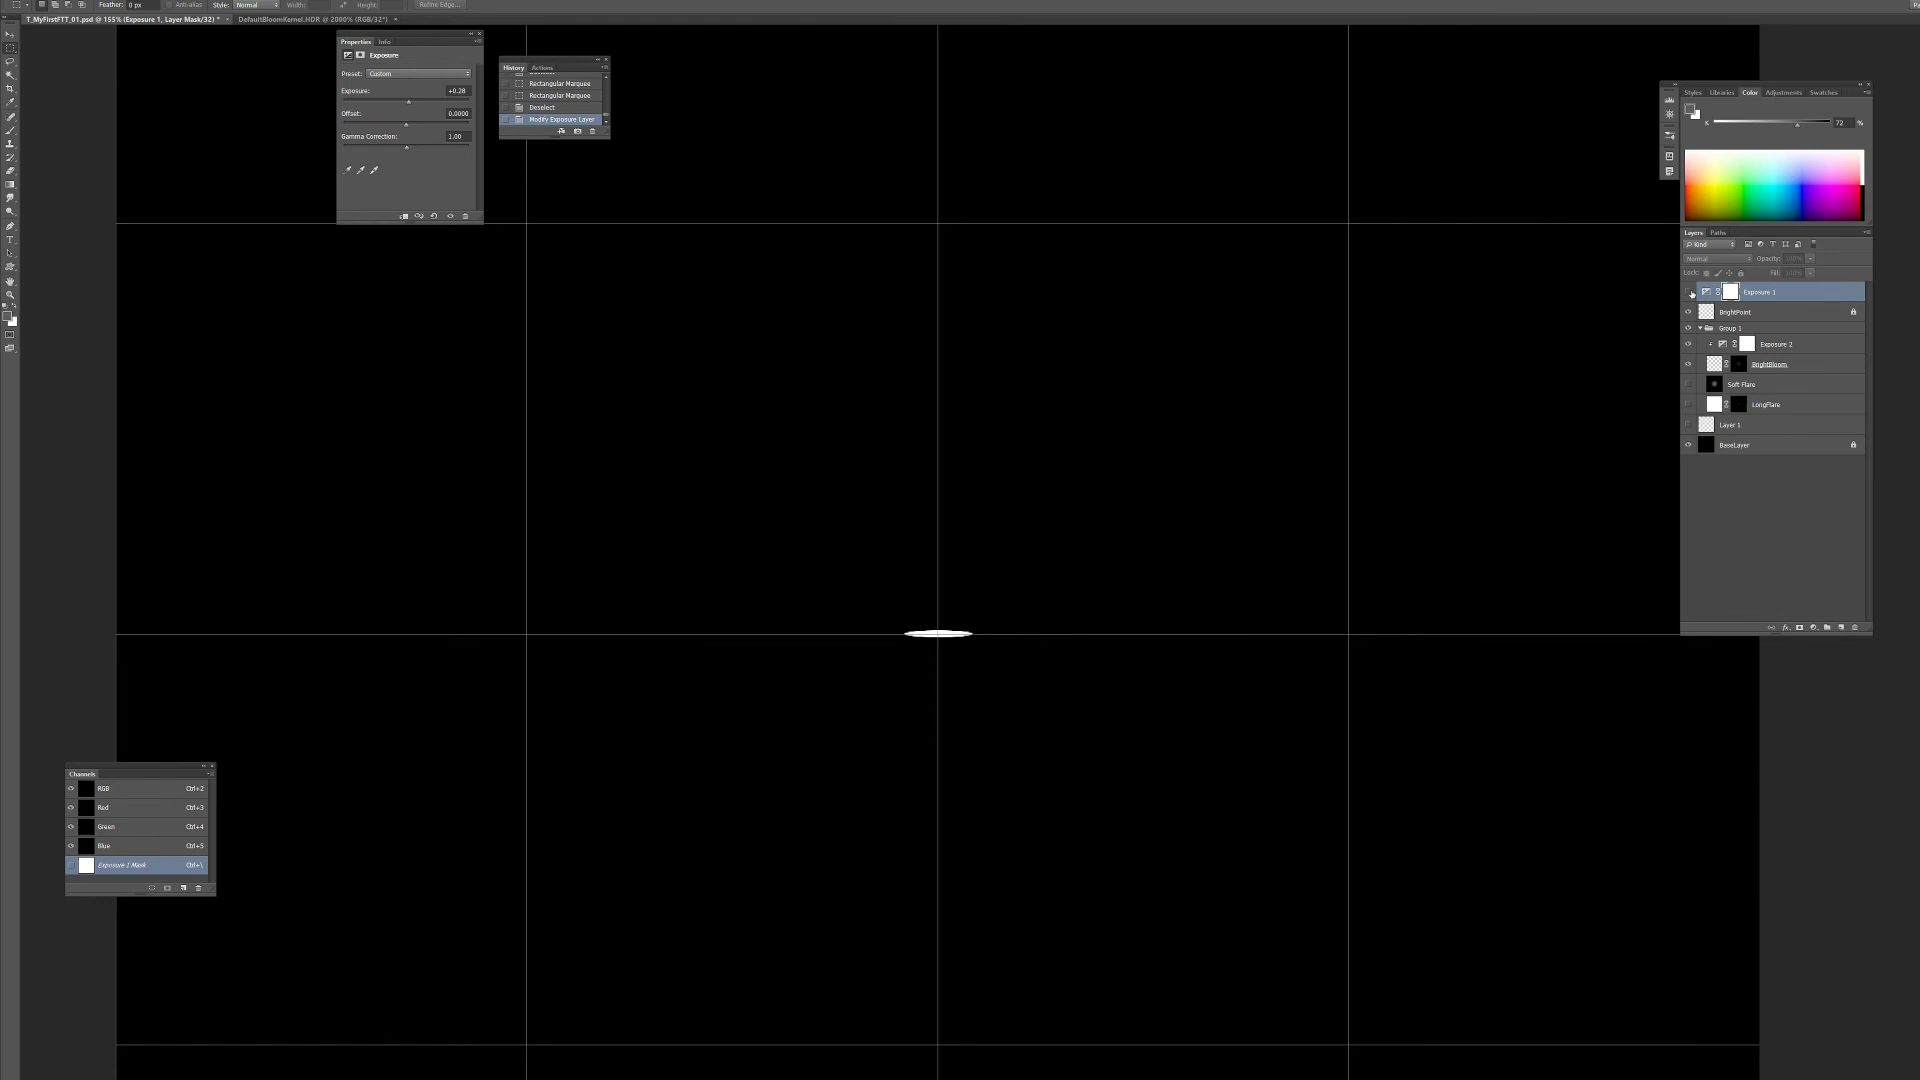 Feather: 0 px Anti-alias Style: Normal Width: Height: Refine Edge...
T_MyFirstFTT_01.psd @ 155% (Exposure 1, Layer Mask/32) * × DefaultBloomKernel.HDR @ 2000% (RGB/32*) ×
Properties Info
Exposure
Preset: Custom
Exposure: +0.28
Offset: 0.0000
Gamma Correction: 1.00
History Actions
Rectangular Marquee
Rectangular Marquee
Deselect
Modify Exposure Layer
Styles Libraries Color Adjustments Swatches
K 72 %
Layers Paths
Kind
Normal Opacity: 100%
Lock: Fill: 100%
Exposure 1
BrightPoint
Group 1
Exposure 2
BrightBloom
Soft Flare
LongFlare
Layer 1
BaseLayer
Channels
RGB Ctrl+2
Red Ctrl+3
Green Ctrl+4
Blue Ctrl+5
Exposure 1 Mask Ctrl+\